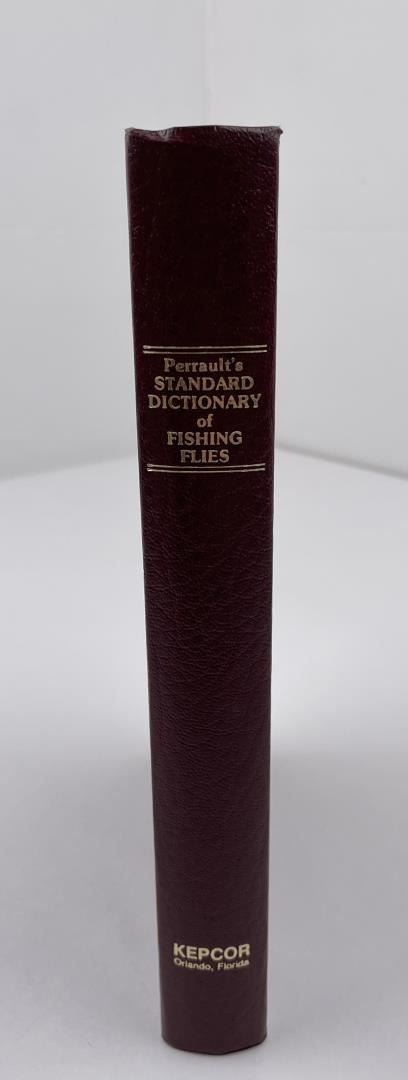 Perrault's
STANDARD
DICTIONARY
of
FISHING
FLIES
KEPCOR
Orlando, Florida